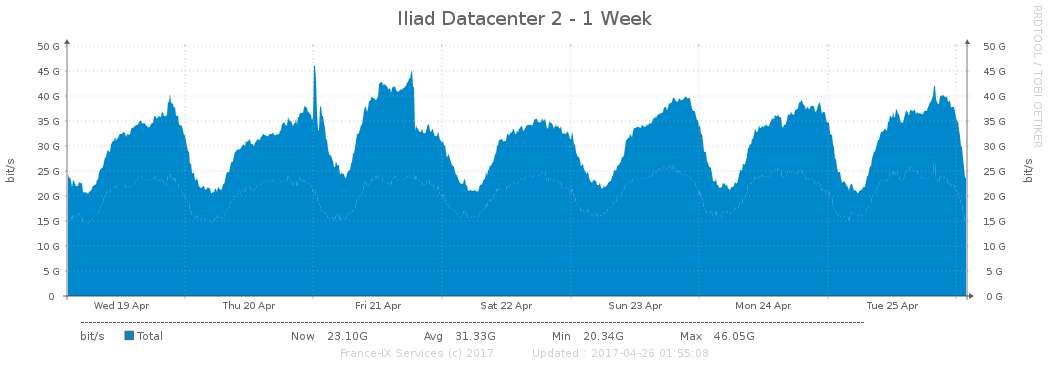 Iliad Datacenter 2 - 1 Week
RRDTOOL / TOBI OETIKER
bit/s
50 G 50 G
45 G 45 G
40 G 40 G
35 G 35 G
30 G 30 G
25 G 25 G
20 G 20 G
15 G 15 G
10 G 10 G
5 G 5 G
0 0 G
bit/s
Wed 19 Apr Thu 20 Apr Fri 21 Apr Sat 22 Apr Sun 23 Apr Mon 24 Apr Tue 25 Apr
bit/s Total Now 23.10G Avg 31.33G Min 20.34G Max 46.05G
France-IX Services (c) 2017 Updated : 2017-04-26 01:55:08